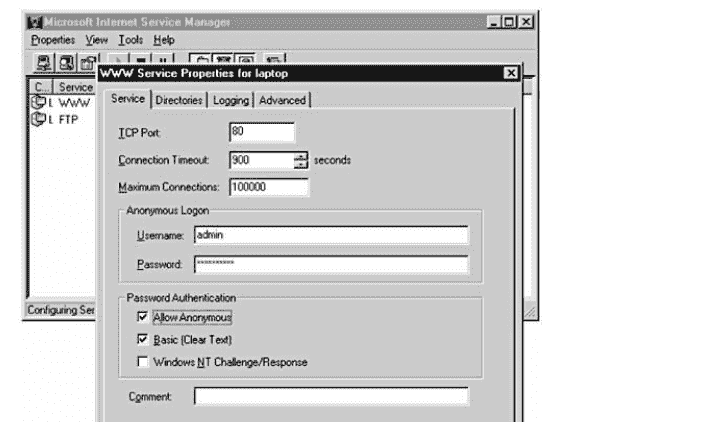 Microsoft Internet Service Manager
Properties View Tools Help
WWW Service Properties for laptop
C... Service
WWW
FTP
Service Directories Logging Advanced
TCP Port:
80
Connection Timeout:
900
seconds
Maximum Connections:
100000
Anonymous Logon
Username:
admin
Password:
**********
Password Authentication
Allow Anonymous
Basic (Clear Text)
Windows NT Challenge/Response
Comment:
Configuring Ser